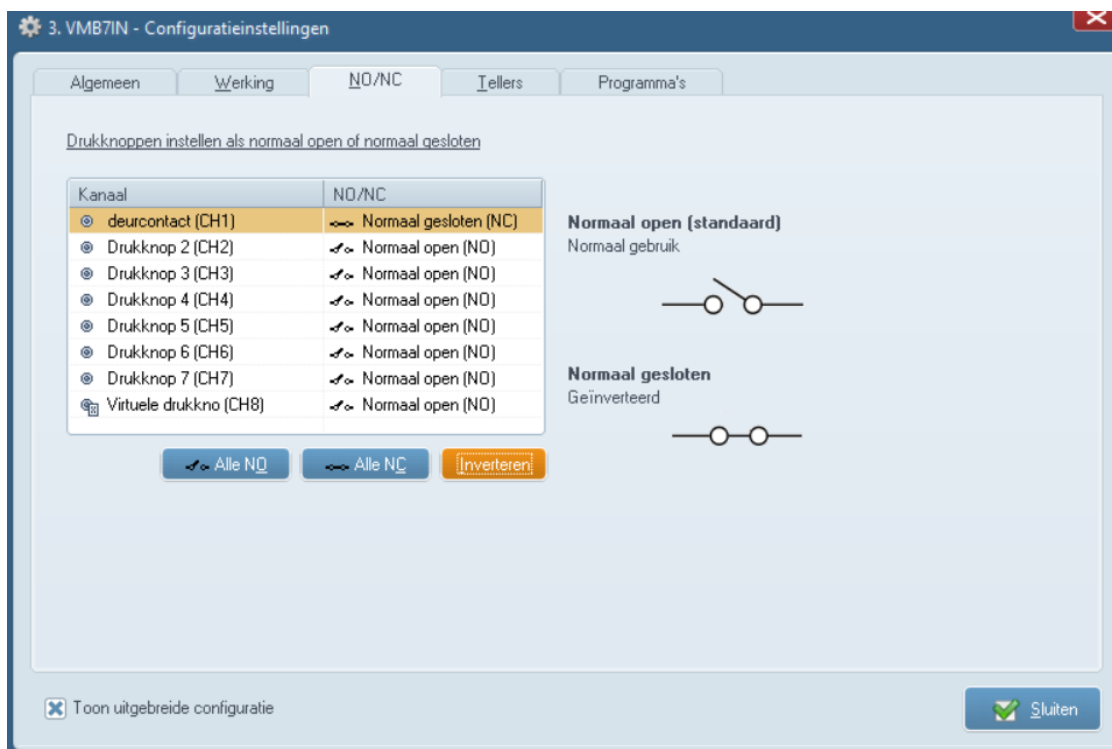 3. VMB7IN - Configuratieinstellingen
Algemeen Werking NO/NC Tellers Programma's
Drukknoppen instellen als normaal open of normaal gesloten
Kanaal NO/NC
deurcontact (CH1) Normaal gesloten (NC)
Drukknop 2 (CH2) Normaal open (NO)
Drukknop 3 (CH3) Normaal open (NO)
Drukknop 4 (CH4) Normaal open (NO)
Drukknop 5 (CH5) Normaal open (NO)
Drukknop 6 (CH6) Normaal open (NO)
Drukknop 7 (CH7) Normaal open (NO)
Virtuele drukkno (CH8) Normaal open (NO)
Alle NO Alle NC Inverteren
Normaal open (standaard)
Normaal gebruik
Normaal gesloten
Geïnverteerd
Toon uitgebreide configuratie
Sluiten